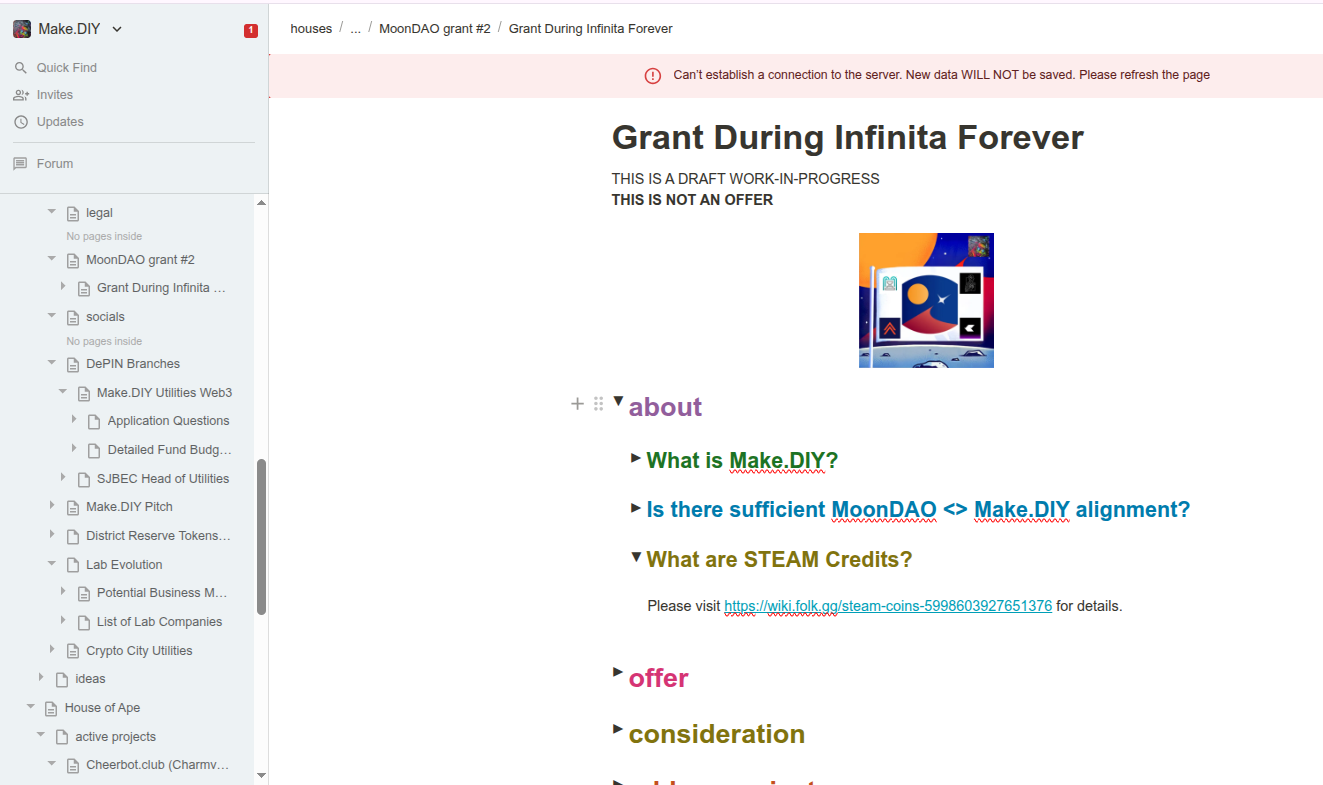 Make.DIY
1
Quick Find
Invites
Updates
Forum
legal
No pages inside
MoonDAO grant #2
Grant During Infinita ...
socials
No pages inside
DePIN Branches
Make.DIY Utilities Web3
Application Questions
Detailed Fund Budg...
SJBEC Head of Utilities
Make.DIY Pitch
District Reserve Tokens...
Lab Evolution
Potential Business M...
List of Lab Companies
Crypto City Utilities
ideas
House of Ape
active projects
Cheerbot.club (Charmv...
houses / ... / MoonDAO grant #2 / Grant During Infinita Forever
Can't establish a connection to the server. New data WILL NOT be saved. Please refresh the page
Grant During Infinita Forever
THIS IS A DRAFT WORK-IN-PROGRESS
THIS IS NOT AN OFFER
about
What is Make.DIY?
Is there sufficient MoonDAO <> Make.DIY alignment?
What are STEAM Credits?
Please visit https://wiki.folk.gg/steam-coins-5998603927651376 for details.
offer
consideration